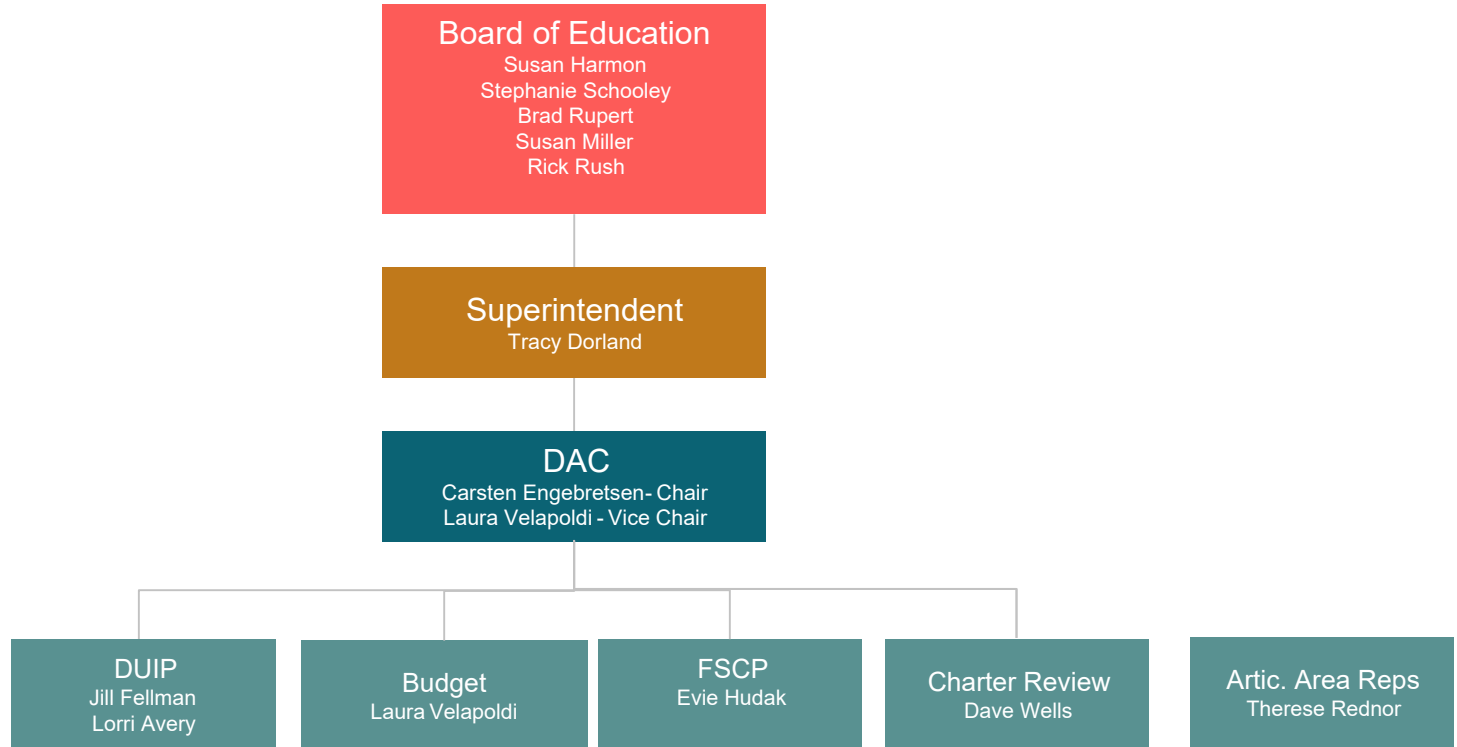 Board of Education
Susan Harmon
Stephanie Schooley
Brad Rupert
Susan Miller
Rick Rush
Superintendent
Tracy Dorland
DAC
Carsten Engebretsen- Chair
Laura Velapoldi - Vice Chair
DUIP
Jill Fellman
Lorri Avery
Budget
Laura Velapoldi
FSCP
Evie Hudak
Charter Review
Dave Wells
Artic. Area Reps
Therese Rednor